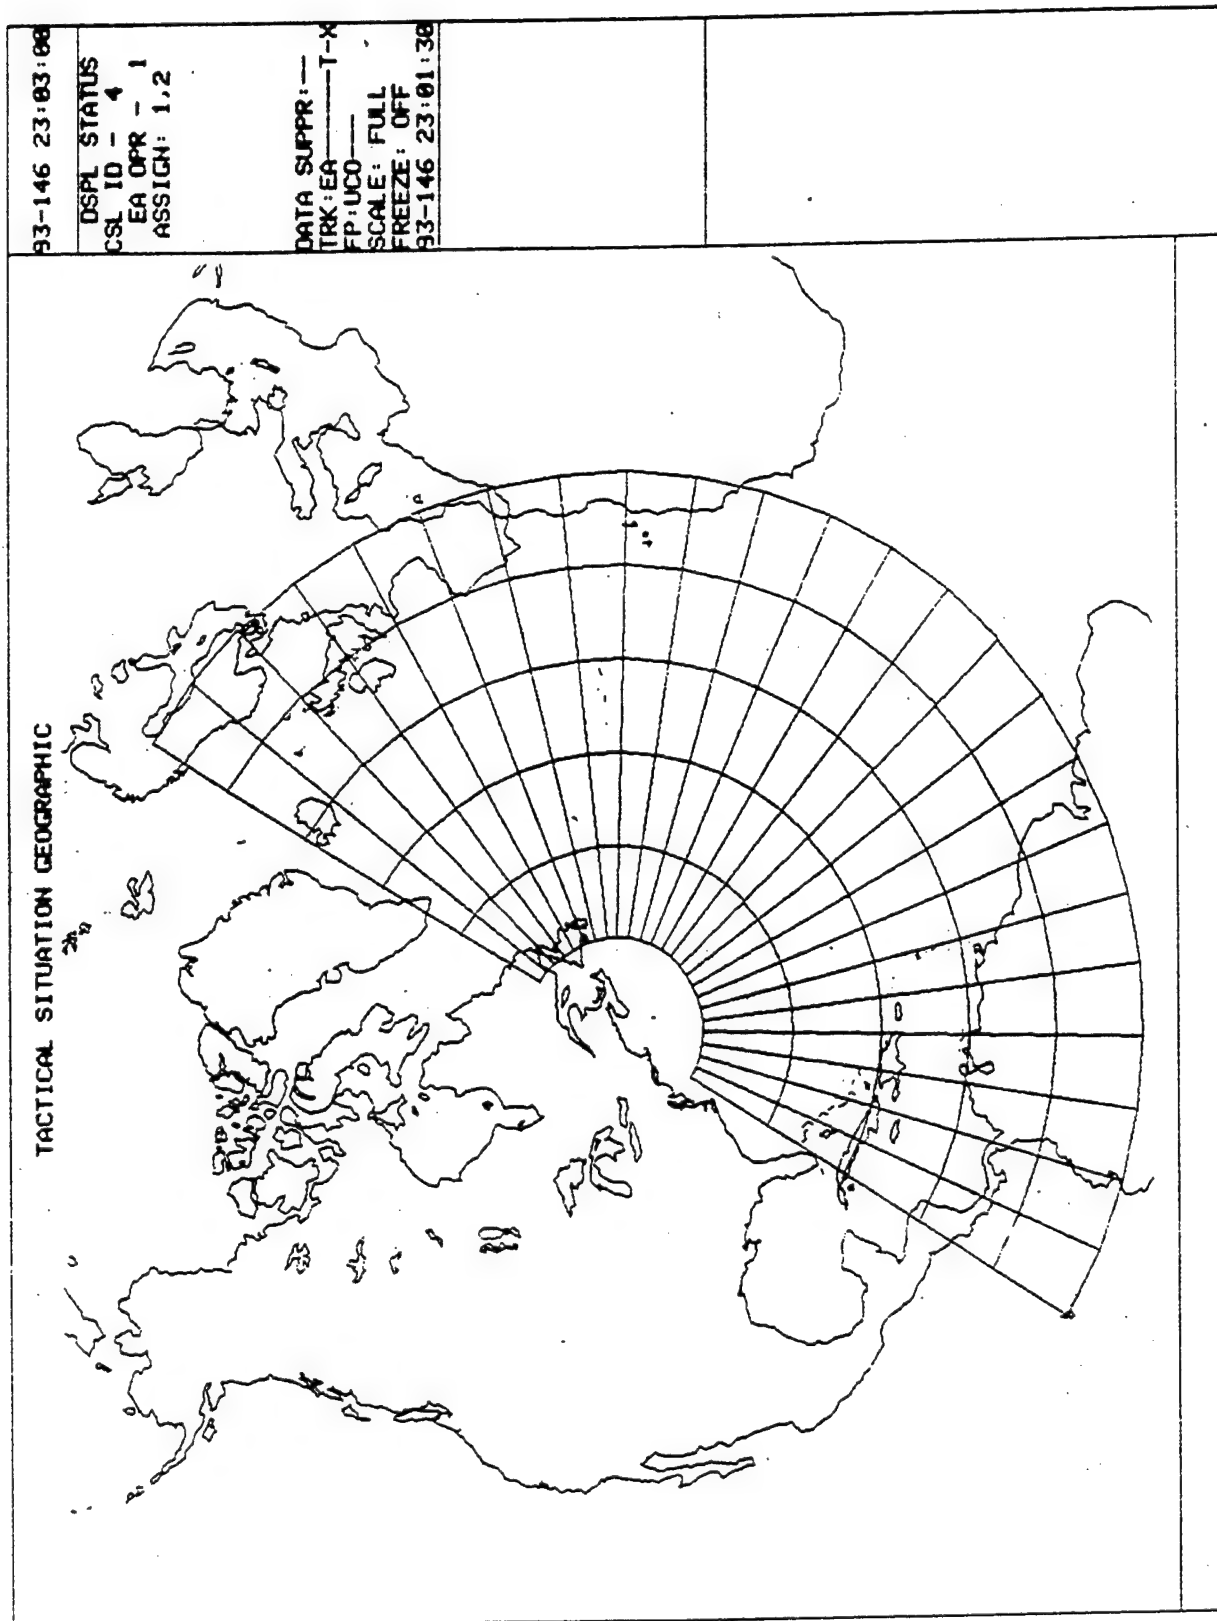 TACTICAL SITUATION GEOGRAPHIC
93-146 23:03:00
DSPL STATUS
CSL ID - 4
EA OPR - 1
ASSIGN: 1,2
DATA SUPPR:--
TRK:EA-----T-X
FP:UCO---
SCALE: FULL
FREEZE: OFF
93-146 23:01:30